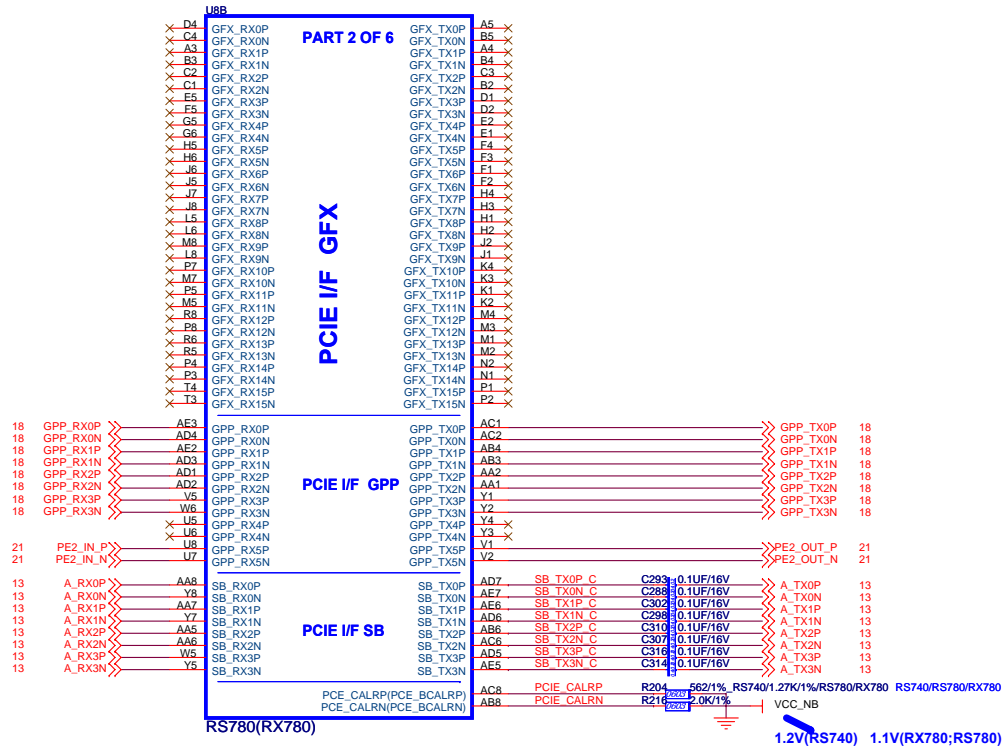 U8B
PART 2 OF 6
D4 GFX_RX0P GFX_TX0P A5
C4 GFX_RX0N GFX_TX0N B5
A3 GFX_RX1P GFX_TX1P A4
B3 GFX_RX1N GFX_TX1N B4
C2 GFX_RX2P GFX_TX2P C3
C1 GFX_RX2N GFX_TX2N B2
E5 GFX_RX3P GFX_TX3P D1
F5 GFX_RX3N GFX_TX3N D2
G5 GFX_RX4P GFX_TX4P E2
G6 GFX_RX4N GFX_TX4N E1
H5 GFX_RX5P GFX_TX5P F4
H6 GFX_RX5N GFX_TX5N F3
J6 GFX_RX6P GFX_TX6P F1
J5 GFX_RX6N GFX_TX6N F2
J7 GFX_RX7P GFX_TX7P H4
J8 GFX_RX7N GFX_TX7N H3
L5 GFX_RX8P GFX_TX8P H1
L6 GFX_RX8N GFX_TX8N H2
M8 GFX_RX9P GFX_TX9P J2
L8 GFX_RX9N GFX_TX9N J1
P7 GFX_RX10P GFX_TX10P K4
M7 GFX_RX10N GFX_TX10N K3
P5 GFX_RX11P GFX_TX11P K1
M5 GFX_RX11N GFX_TX11N K2
R8 GFX_RX12P GFX_TX12P M4
P8 GFX_RX12N GFX_TX12N M3
R6 GFX_RX13P GFX_TX13P M1
R5 GFX_RX13N GFX_TX13N M2
P4 GFX_RX14P GFX_TX14P N2
P3 GFX_RX14N GFX_TX14N N1
T4 GFX_RX15P GFX_TX15P P1
T3 GFX_RX15N GFX_TX15N P2
PCIE I/F GFX
18 GPP_RX0P AE3 GPP_RX0P GPP_TX0P AC1 GPP_TX0P 18
18 GPP_RX0N AD4 GPP_RX0N GPP_TX0N AC2 GPP_TX0N 18
18 GPP_RX1P AE2 GPP_RX1P GPP_TX1P AB4 GPP_TX1P 18
18 GPP_RX1N AD3 GPP_RX1N GPP_TX1N AB3 GPP_TX1N 18
18 GPP_RX2P AD1 GPP_RX2P GPP_TX2P AA2 GPP_TX2P 18
18 GPP_RX2N AD2 GPP_RX2N GPP_TX2N AA1 GPP_TX2N 18
18 GPP_RX3P V5 GPP_RX3P GPP_TX3P Y1 GPP_TX3P 18
18 GPP_RX3N W6 GPP_RX3N GPP_TX3N Y2 GPP_TX3N 18
U5 GPP_RX4P GPP_TX4P Y4
U6 GPP_RX4N GPP_TX4N Y3
21 PE2_IN_P U8 GPP_RX5P GPP_TX5P V1 PE2_OUT_P 21
21 PE2_IN_N U7 GPP_RX5N GPP_TX5N V2 PE2_OUT_N 21
PCIE I/F GPP
13 A_RX0P AA8 SB_RX0P SB_TX0P AD7 SB_TX0P_C C293 0.1UF/16V A_TX0P 13
13 A_RX0N Y8 SB_RX0N SB_TX0N AE7 SB_TX0N_C C288 0.1UF/16V A_TX0N 13
13 A_RX1P AA7 SB_RX1P SB_TX1P AE6 SB_TX1P_C C302 0.1UF/16V A_TX1P 13
13 A_RX1N Y7 SB_RX1N SB_TX1N AD6 SB_TX1N_C C298 0.1UF/16V A_TX1N 13
13 A_RX2P AA5 SB_RX2P SB_TX2P AB6 SB_TX2P_C C310 0.1UF/16V A_TX2P 13
13 A_RX2N AA6 SB_RX2N SB_TX2N AC6 SB_TX2N_C C307 0.1UF/16V A_TX2N 13
13 A_RX3P W5 SB_RX3P SB_TX3P AD5 SB_TX3P_C C316 0.1UF/16V A_TX3P 13
13 A_RX3N Y5 SB_RX3N SB_TX3N AE5 SB_TX3N_C C314 0.1UF/16V A_TX3N 13
PCIE I/F SB
PCE_CALRP(PCE_BCALRP) AC8 PCIE_CALRP R204 562/1%_RS740/1.27K/1%/RS780/RX780 RS740/RS780/RX780
PCE_CALRN(PCE_BCALRN) AB8 PCIE_CALRN R216 2.0K/1% VCC_NB
0603
0603
RS780(RX780)
1.2V(RS740) 1.1V(RX780;RS780)